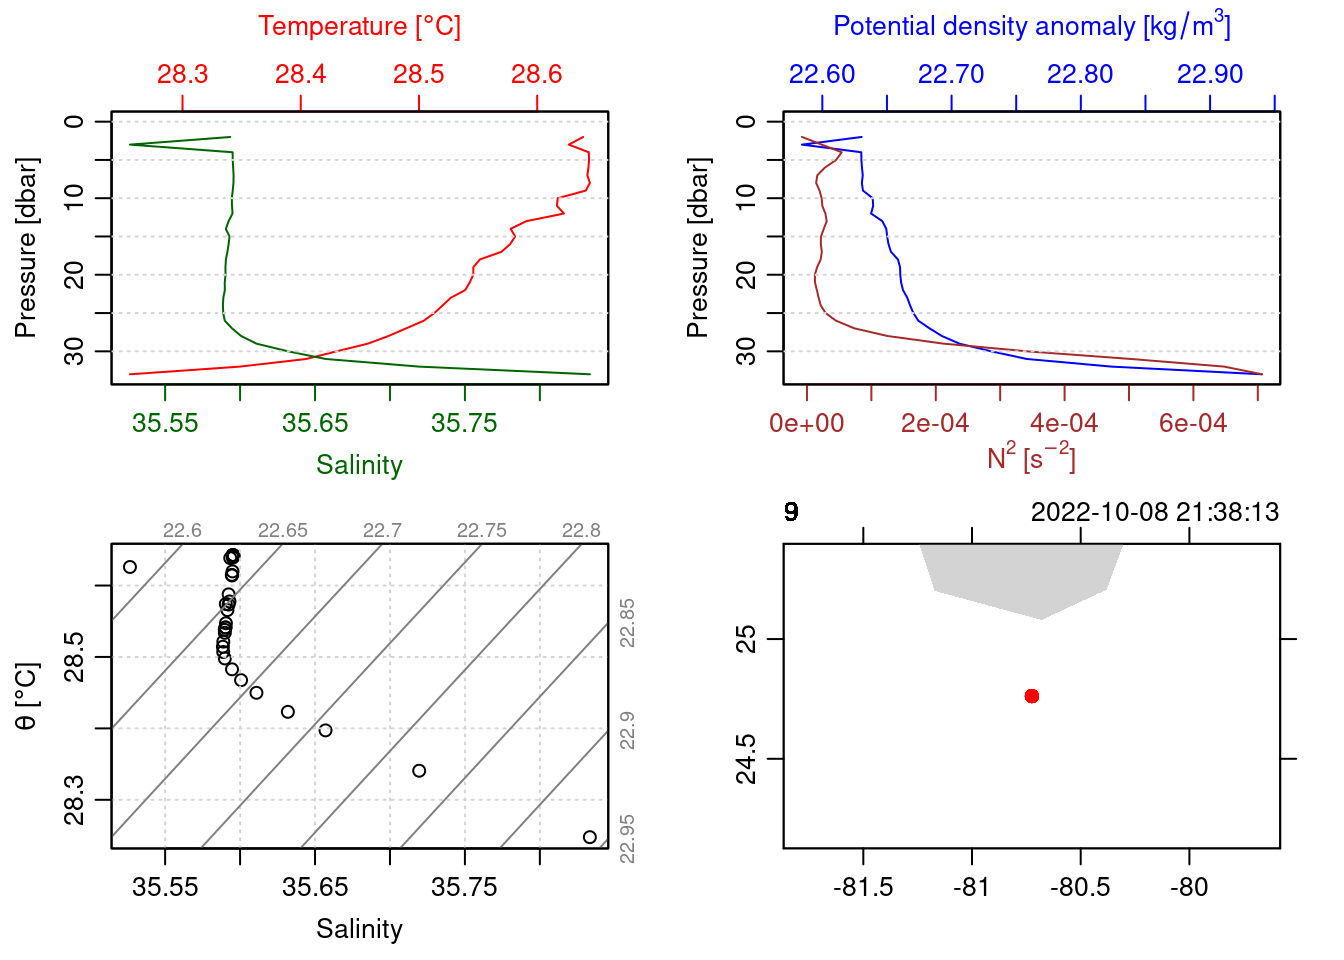 Temperature [°C]
28.3 28.4 28.5 28.6
0
10
20
30
Pressure [dbar]
35.55 35.65 35.75
Salinity
Potential density anomaly [kg/m³]
22.60 22.70 22.80 22.90
0
10
20
30
Pressure [dbar]
0e+00 2e-04 4e-04 6e-04
N² [s⁻²]
22.6 22.65 22.7 22.75 22.8
22.85
22.9
22.95
28.5
28.3
θ [°C]
35.55 35.65 35.75
Salinity
2022-10-08 21:38:13
25
24.5
-81.5 -81 -80.5 -80